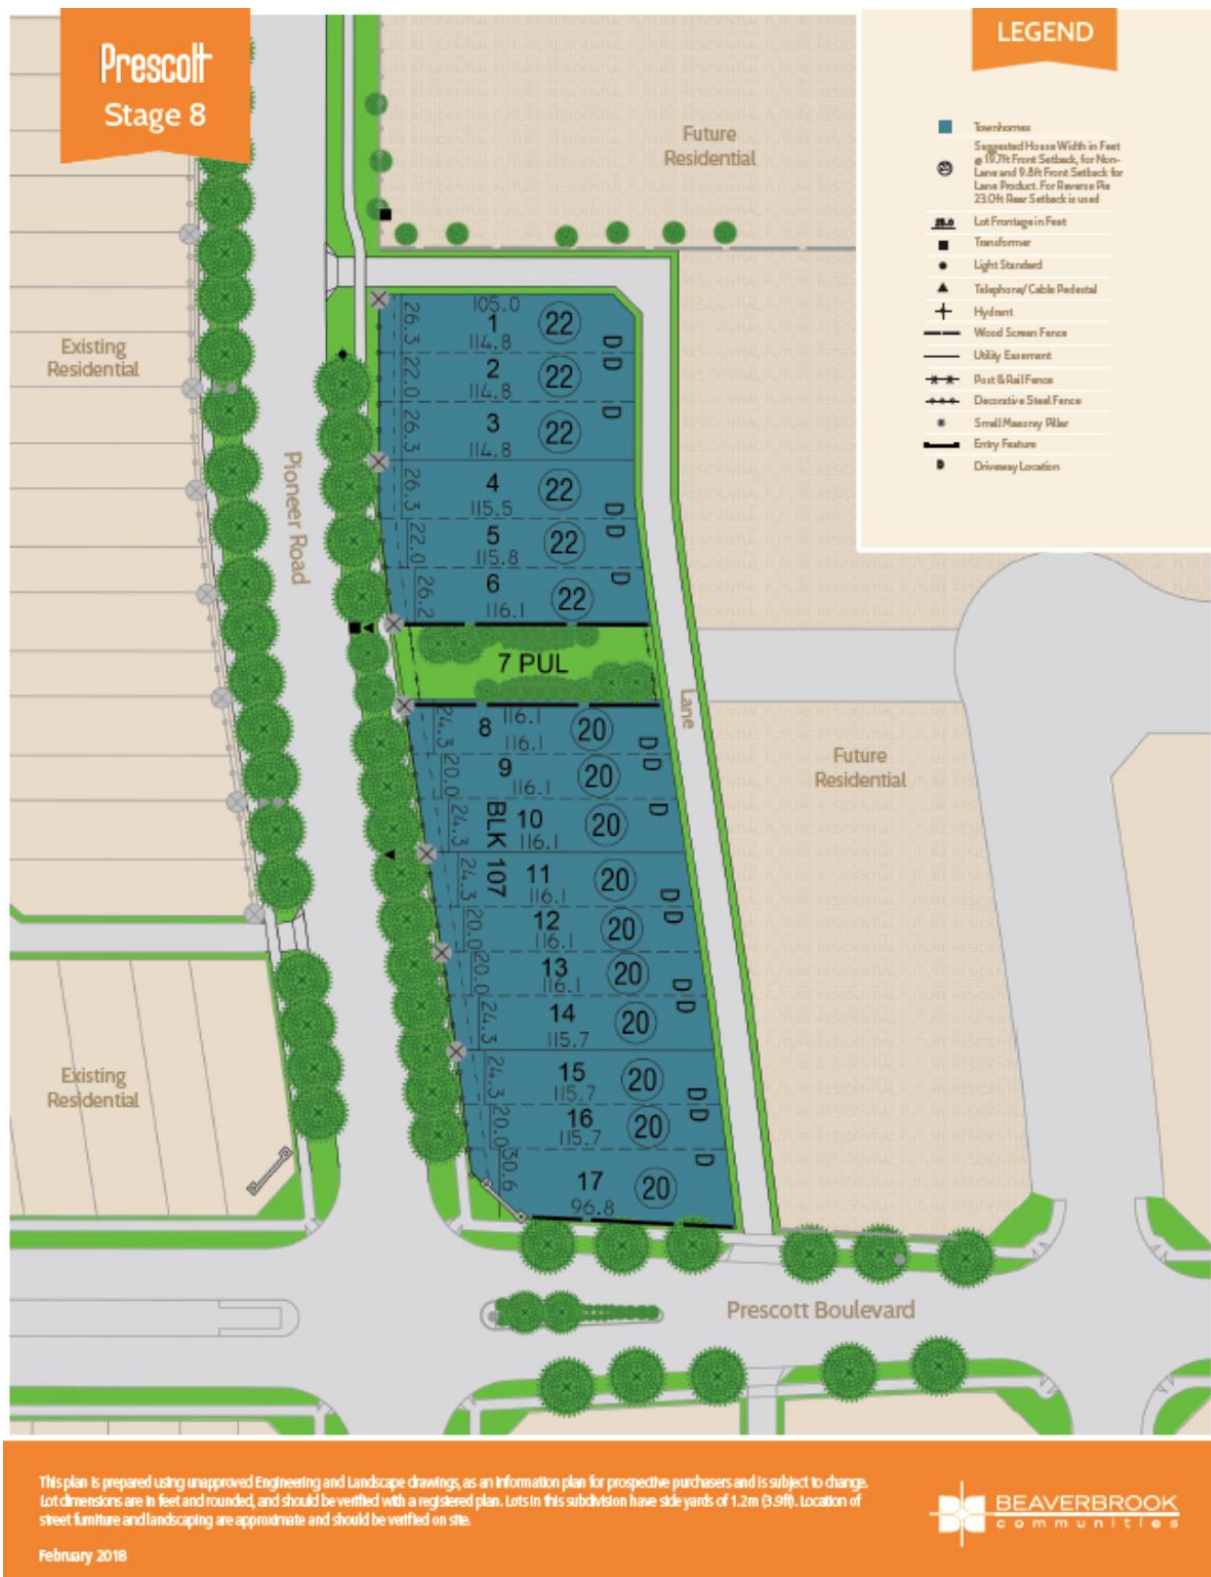 Prescott
Stage 8
LEGEND
Townhomes
Suggested House Width in Feet
@ 19.7ft Front Setback, for Non-
Lane and 9.8ft Front Setback for
Lane Product. For Reverse Pie
23.0ft Rear Setback is used
Lot Frontage in Feet
Transformer
Light Standard
Telephone/ Cable Pedestal
Hydrant
Wood Screen Fence
Utility Easement
Post & Rail Fence
Decorative Steel Fence
Small Masonry Pillar
Entry Feature
D Driveway Location
Future
Residential
Existing
Residential
Pioneer Road
105.0
26.3 1 22 D
114.8
22.0 2 22 D
114.8
26.3 3 22 D
114.8
26.3 4 22 D
115.5
22.0 5 22 D
115.8
26.2 6 22 D
116.1
7 PUL
Lane
116.1
24.3 8 20 D
116.1
20.0 9 20 D
116.1
24.3 10 20 D
116.1
BLK 107
24.3 11 20 D
116.1
20.0 12 20 D
116.1
20.0 13 20 D
116.1
24.3 14 20 D
115.7
24.3 15 20 D
115.7
20.0 16 20 D
115.7
30.6 17 20 D
96.8
Future
Residential
Existing
Residential
Prescott Boulevard
This plan is prepared using unapproved Engineering and Landscape drawings, as an information plan for prospective purchasers and is subject to change.
Lot dimensions are in feet and rounded, and should be verified with a registered plan. Lots in this subdivision have side yards of 1.2m (3.9ft). Location of
street furniture and landscaping are approximate and should be verified on site.
February 2018
BEAVERBROOK
communities